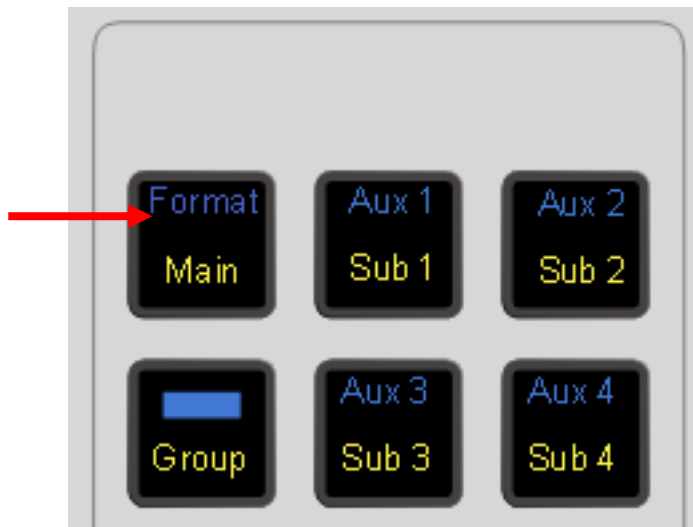 Format
Main
Aux 1
Sub 1
Aux 2
Sub 2
Group
Aux 3
Sub 3
Aux 4
Sub 4